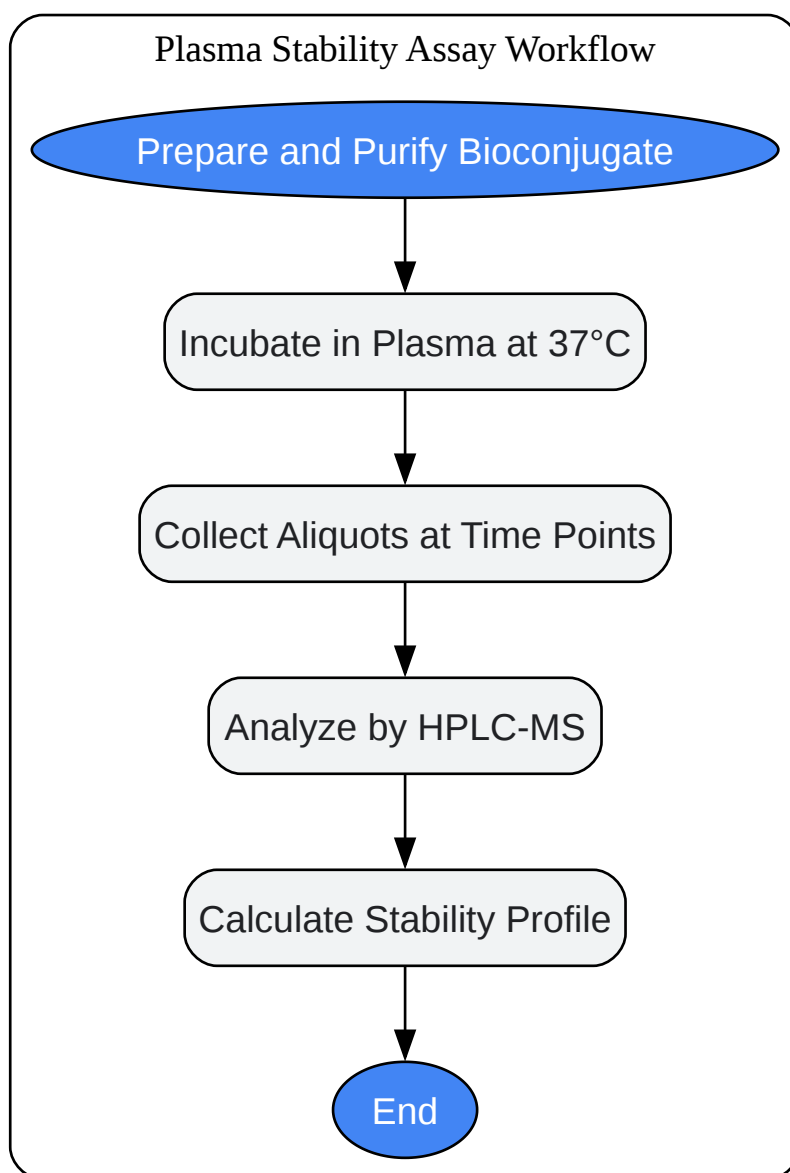 Plasma Stability Assay Workflow
Prepare and Purify Bioconjugate
Incubate in Plasma at 37°C
Collect Aliquots at Time Points
Analyze by HPLC-MS
Calculate Stability Profile
End